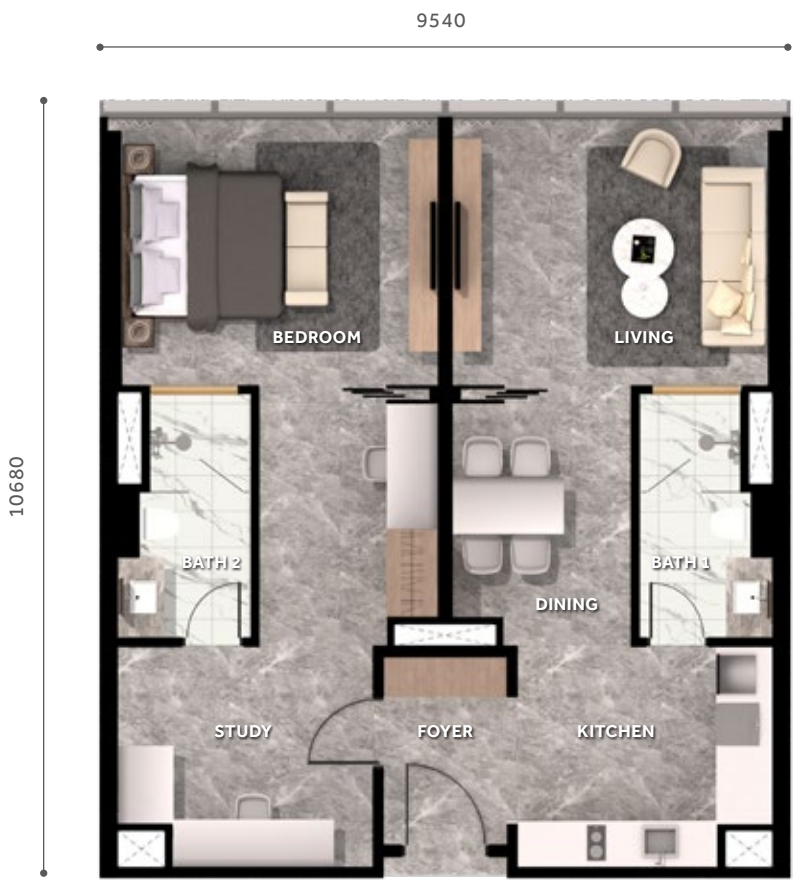 9540
10680
BEDROOM
LIVING
BATH 2
BATH 1
DINING
STUDY
FOYER
KITCHEN